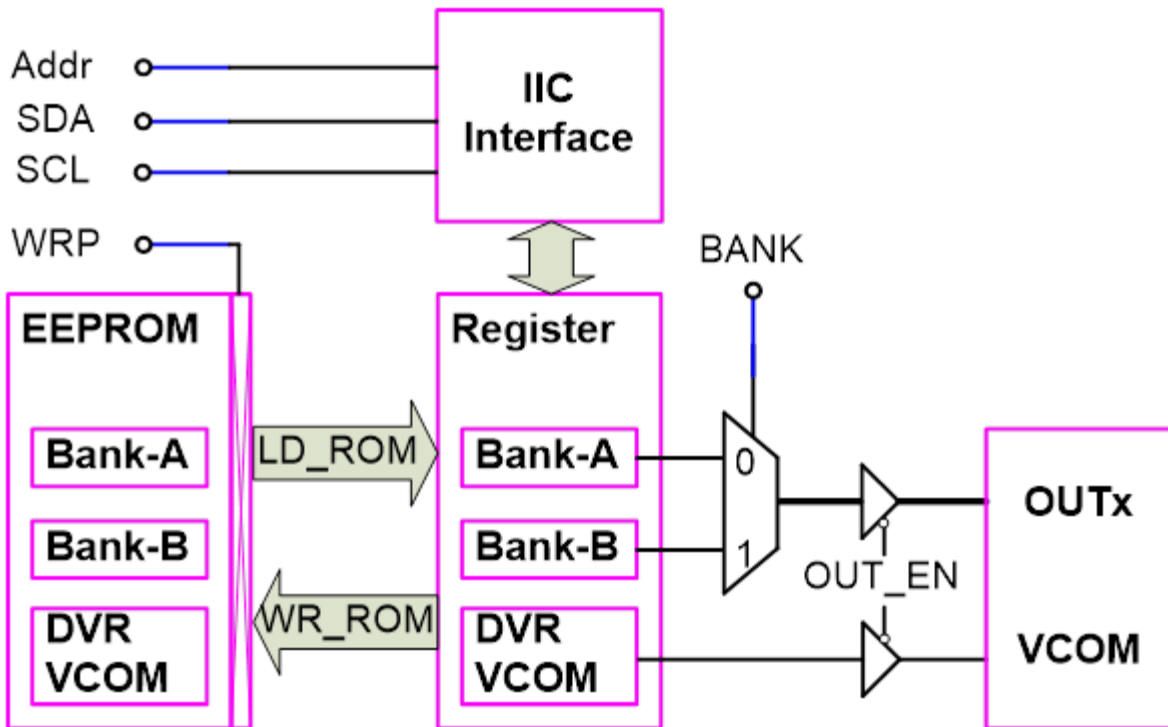 Addr
SDA
SCL
WRP
IIC
Interface
BANK
EEPROM
Register
Bank-A
LD_ROM
Bank-A
0
Bank-B
Bank-B
1
WR_ROM
DVR
VCOM
DVR
VCOM
OUT_EN
OUTx
VCOM